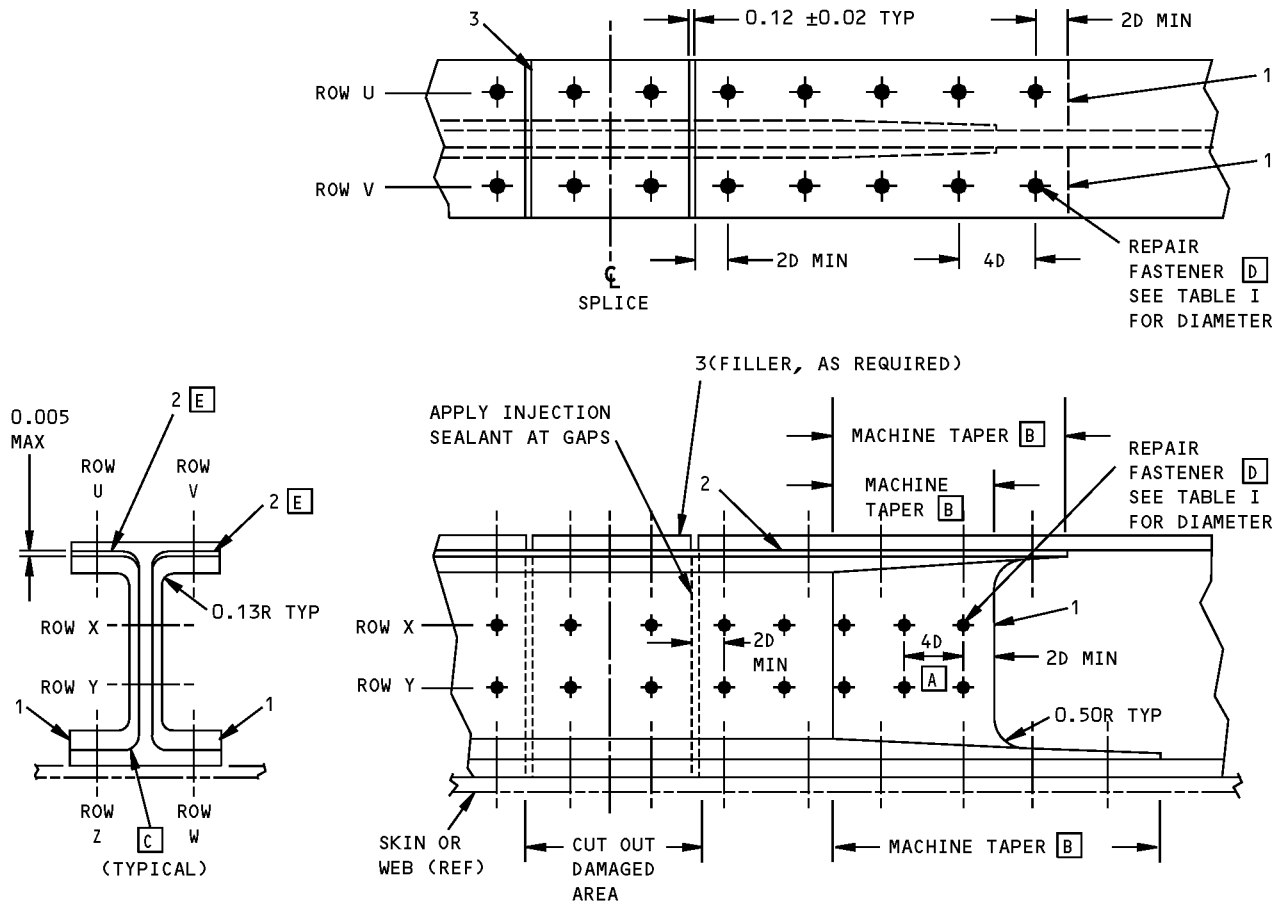 3
0.12 ±0.02 TYP
2D MIN
ROW U
1
ROW V
1
2D MIN
4D
℄
SPLICE
REPAIR
FASTENER D
SEE TABLE I
FOR DIAMETER
3(FILLER, AS REQUIRED)
2 E
0.005
MAX
ROW
U
ROW
V
2 E
0.13R TYP
ROW X
ROW Y
1
1
ROW
Z
C
(TYPICAL)
ROW
W
APPLY INJECTION
SEALANT AT GAPS
MACHINE TAPER B
2
MACHINE
TAPER B
REPAIR
FASTENER D
SEE TABLE I
FOR DIAMETER
ROW X
ROW Y
2D
MIN
4D
A
1
2D MIN
0.50R TYP
SKIN OR
WEB (REF)
CUT OUT
DAMAGED
AREA
MACHINE TAPER B